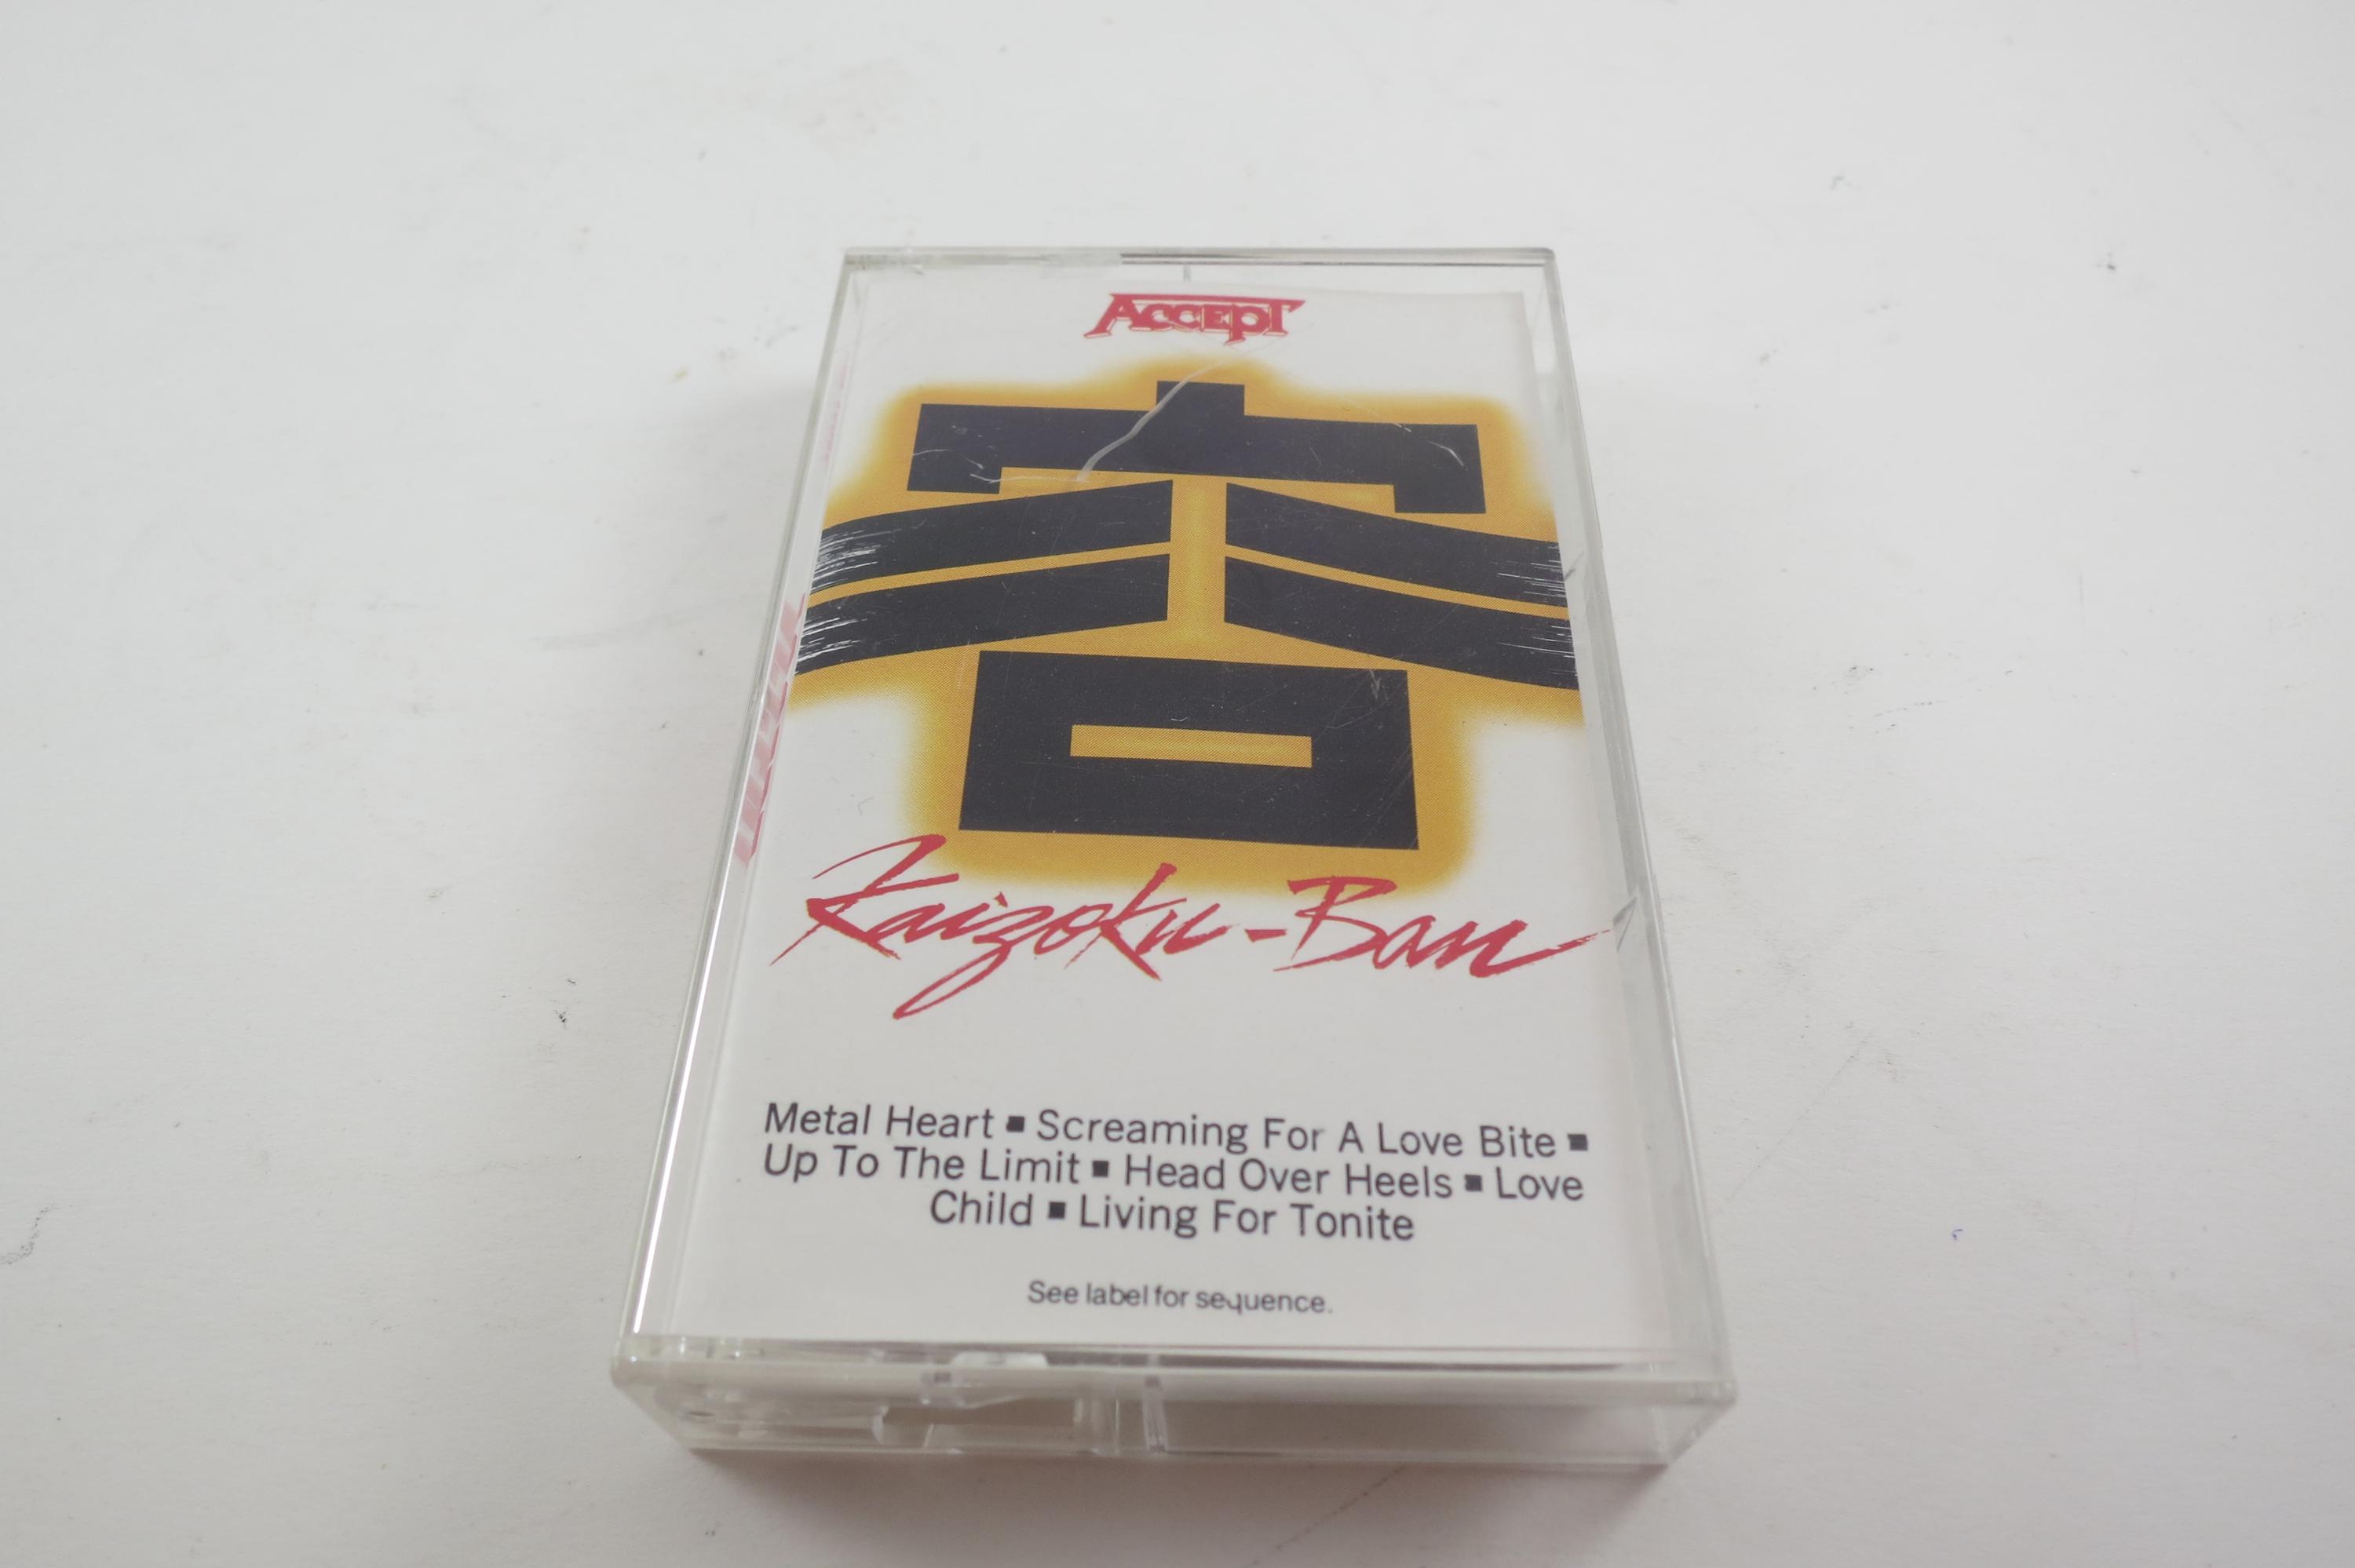 ACCEPT
Kaizoku-Ban
Metal Heart ▪ Screaming For A Love Bite ▪
Up To The Limit ▪ Head Over Heels ▪ Love
Child ▪ Living For Tonite
See label for sequence.